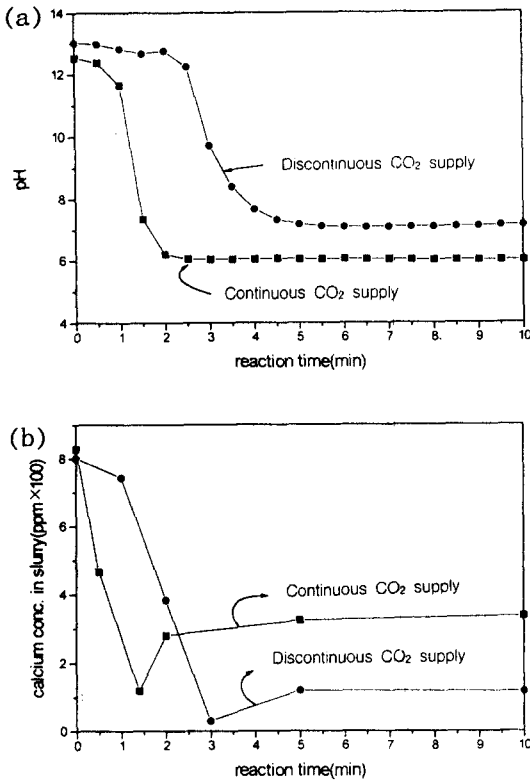 (a)
14
12
10
8
6
4
pH
Discontinuous CO₂ supply
Continuous CO₂ supply
0 1 2 3 4 5 6 7 8. 9 10
reaction time(min)
(b)
10
8
6
4
2
0
calcium conc. in slurry(ppm×100)
Continuous CO₂ supply
Discontinuous CO₂ supply
0 1 2 3 4 5 6 7 8 9 10
reaction time(min)